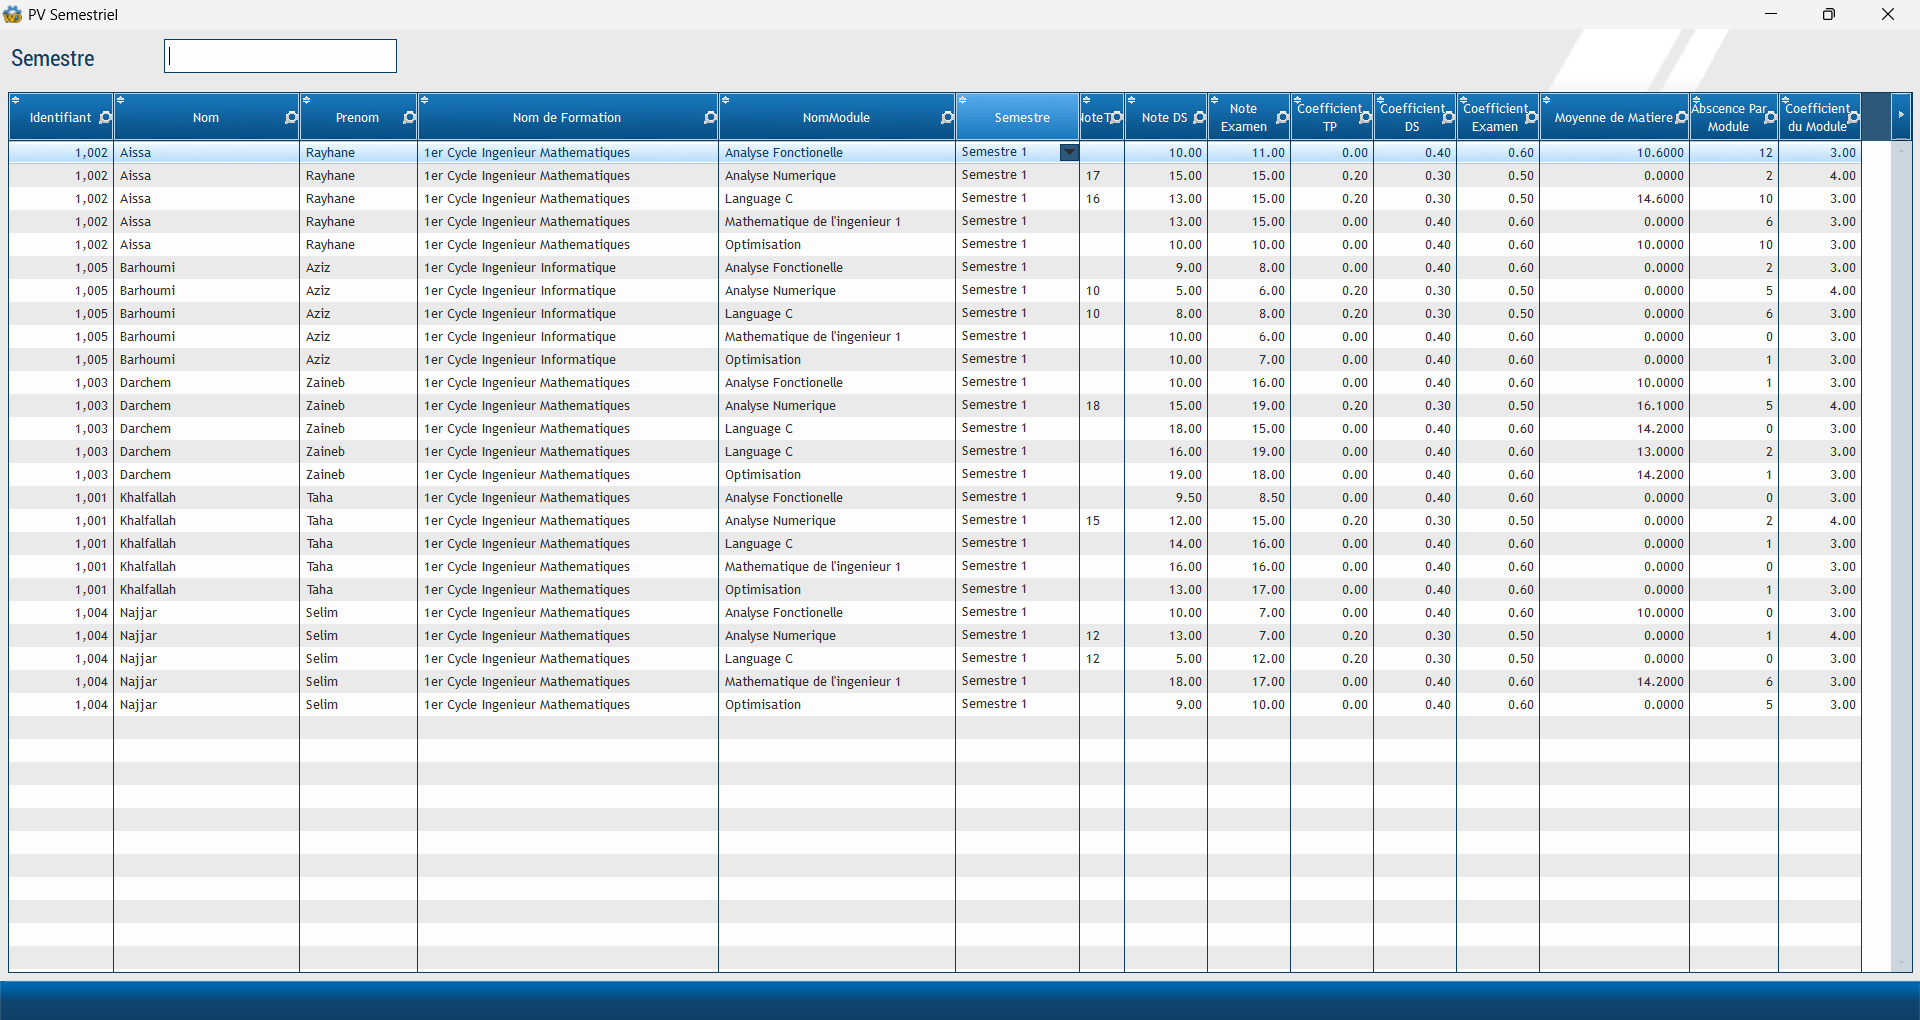 PV Semestriel
Semestre
Identifiant Nom Prenom Nom de Formation NomModule Semestre Note DS Note Examen Coefficient TP Coefficient DS Coefficient Examen Moyenne de Matiere Abscence Par Module Coefficient du Module
1,002 Aissa Rayhane 1er Cycle Ingenieur Mathematiques Analyse Fonctionelle Semestre 1 10.00 11.00 0.00 0.40 0.60 10.6000 12 3.00
1,002 Aissa Rayhane 1er Cycle Ingenieur Mathematiques Analyse Numerique Semestre 1 17 15.00 15.00 0.20 0.30 0.50 0.0000 2 4.00
1,002 Aissa Rayhane 1er Cycle Ingenieur Mathematiques Language C Semestre 1 16 13.00 15.00 0.20 0.30 0.50 14.6000 10 3.00
1,002 Aissa Rayhane 1er Cycle Ingenieur Mathematiques Mathematique de l'ingenieur 1 Semestre 1 13.00 15.00 0.00 0.40 0.60 0.0000 6 3.00
1,002 Aissa Rayhane 1er Cycle Ingenieur Mathematiques Optimisation Semestre 1 10.00 10.00 0.00 0.40 0.60 10.0000 10 3.00
1,005 Barhoumi Aziz 1er Cycle Ingenieur Informatique Analyse Fonctionelle Semestre 1 9.00 8.00 0.00 0.40 0.60 0.0000 2 3.00
1,005 Barhoumi Aziz 1er Cycle Ingenieur Informatique Analyse Numerique Semestre 1 10 5.00 6.00 0.20 0.30 0.50 0.0000 5 4.00
1,005 Barhoumi Aziz 1er Cycle Ingenieur Informatique Language C Semestre 1 10 8.00 8.00 0.20 0.30 0.50 0.0000 6 3.00
1,005 Barhoumi Aziz 1er Cycle Ingenieur Informatique Mathematique de l'ingenieur 1 Semestre 1 10.00 6.00 0.00 0.40 0.60 0.0000 0 3.00
1,005 Barhoumi Aziz 1er Cycle Ingenieur Informatique Optimisation Semestre 1 10.00 7.00 0.00 0.40 0.60 0.0000 1 3.00
1,003 Darchem Zaineb 1er Cycle Ingenieur Mathematiques Analyse Fonctionelle Semestre 1 10.00 16.00 0.00 0.40 0.60 10.0000 1 3.00
1,003 Darchem Zaineb 1er Cycle Ingenieur Mathematiques Analyse Numerique Semestre 1 18 15.00 19.00 0.20 0.30 0.50 16.1000 5 4.00
1,003 Darchem Zaineb 1er Cycle Ingenieur Mathematiques Language C Semestre 1 18.00 15.00 0.00 0.40 0.60 14.2000 0 3.00
1,003 Darchem Zaineb 1er Cycle Ingenieur Mathematiques Language C Semestre 1 16.00 19.00 0.00 0.40 0.60 13.0000 2 3.00
1,003 Darchem Zaineb 1er Cycle Ingenieur Mathematiques Optimisation Semestre 1 19.00 18.00 0.00 0.40 0.60 14.2000 1 3.00
1,001 Khalfallah Taha 1er Cycle Ingenieur Mathematiques Analyse Fonctionelle Semestre 1 9.50 8.50 0.00 0.40 0.60 0.0000 0 3.00
1,001 Khalfallah Taha 1er Cycle Ingenieur Mathematiques Analyse Numerique Semestre 1 15 12.00 15.00 0.20 0.30 0.50 0.0000 2 4.00
1,001 Khalfallah Taha 1er Cycle Ingenieur Mathematiques Language C Semestre 1 14.00 16.00 0.00 0.40 0.60 0.0000 1 3.00
1,001 Khalfallah Taha 1er Cycle Ingenieur Mathematiques Mathematique de l'ingenieur 1 Semestre 1 16.00 16.00 0.00 0.40 0.60 0.0000 0 3.00
1,001 Khalfallah Taha 1er Cycle Ingenieur Mathematiques Optimisation Semestre 1 13.00 17.00 0.00 0.40 0.60 0.0000 1 3.00
1,004 Najjar Selim 1er Cycle Ingenieur Mathematiques Analyse Fonctionelle Semestre 1 10.00 7.00 0.00 0.40 0.60 10.0000 0 3.00
1,004 Najjar Selim 1er Cycle Ingenieur Mathematiques Analyse Numerique Semestre 1 12 13.00 7.00 0.20 0.30 0.50 0.0000 1 4.00
1,004 Najjar Selim 1er Cycle Ingenieur Mathematiques Language C Semestre 1 12 5.00 12.00 0.20 0.30 0.50 0.0000 0 3.00
1,004 Najjar Selim 1er Cycle Ingenieur Mathematiques Mathematique de l'ingenieur 1 Semestre 1 18.00 17.00 0.00 0.40 0.60 14.2000 6 3.00
1,004 Najjar Selim 1er Cycle Ingenieur Mathematiques Optimisation Semestre 1 9.00 10.00 0.00 0.40 0.60 0.0000 5 3.00